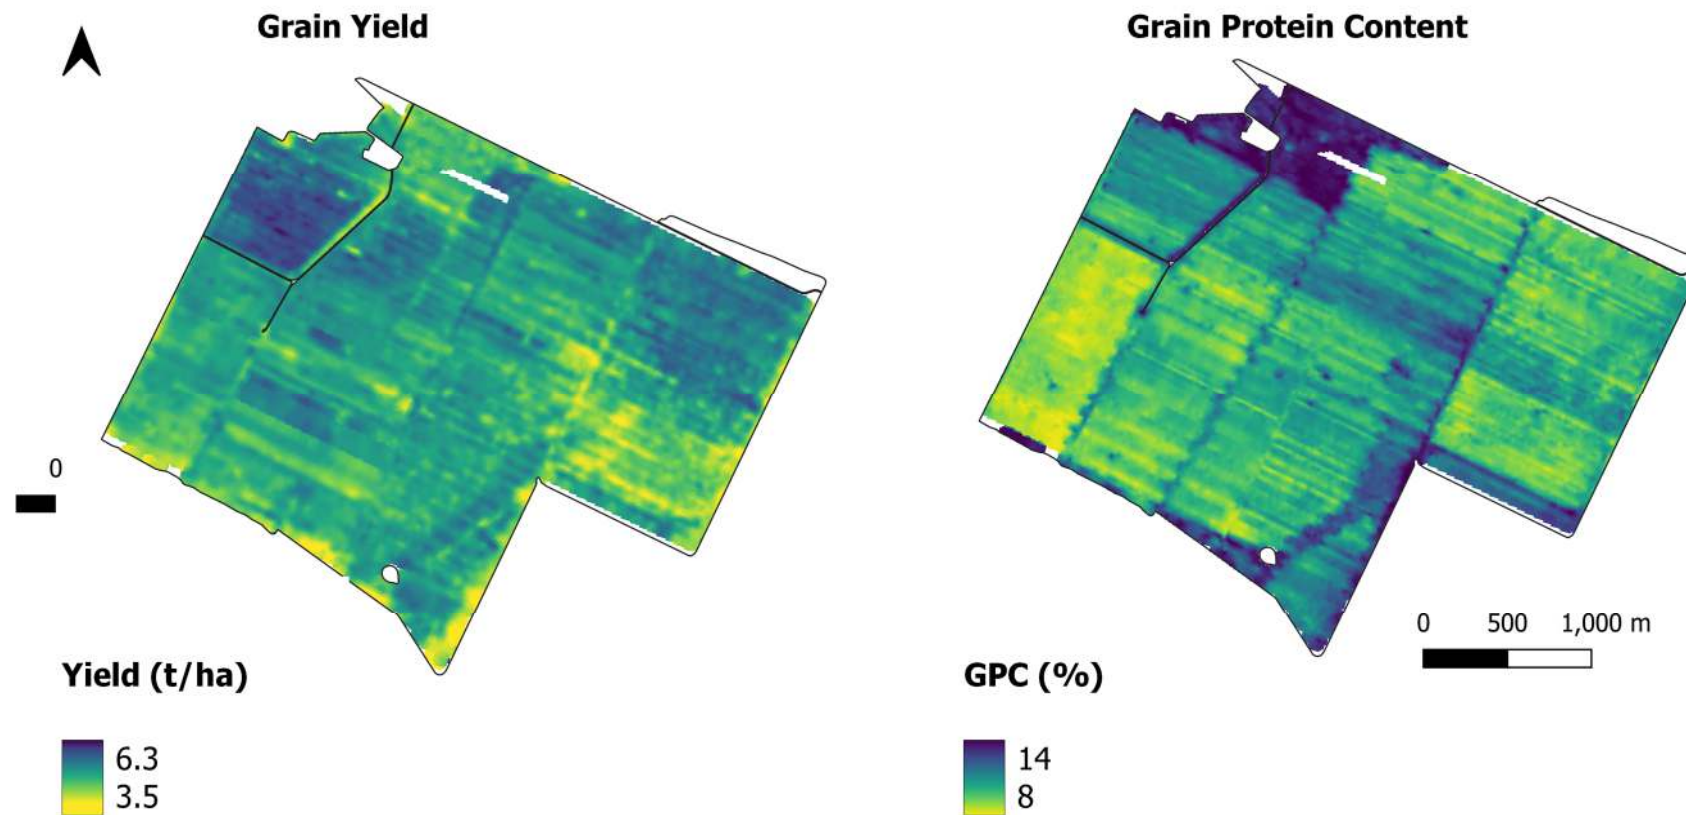 Grain Yield
Grain Protein Content
0
0 500 1,000 m
Yield (t/ha)
GPC (%)
6.3
3.5
14
8